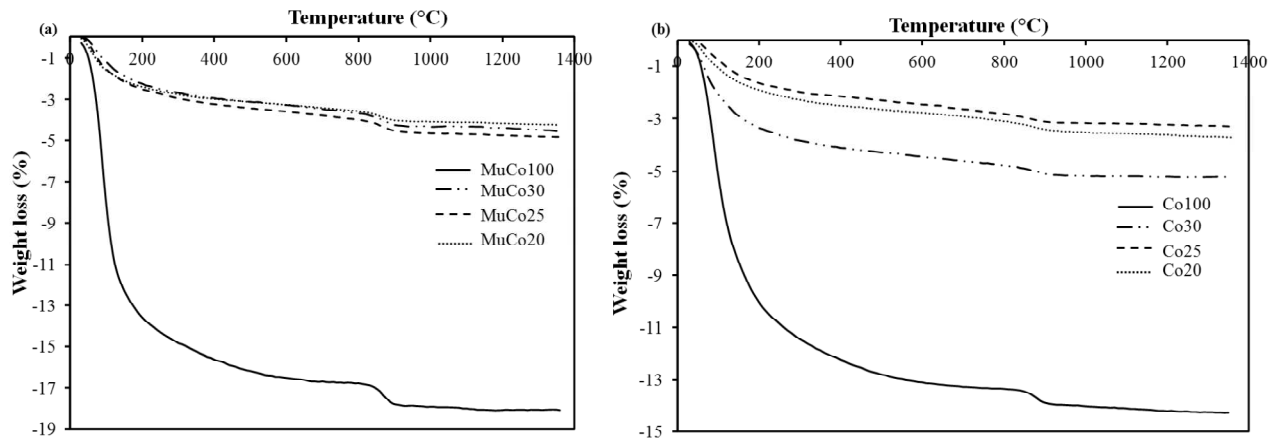 (a)
Temperature (°C)
0 200 400 600 800 1000 1200 1400
-1
-3
-5
-7
-9
-11
-13
-15
-17
-19
Weight loss (%)
MuCo100
MuCo30
MuCo25
MuCo20
(b)
Temperature (°C)
0 200 400 600 800 1000 1200 1400
-1
-3
-5
-7
-9
-11
-13
-15
Weight loss (%)
Co100
Co30
Co25
Co20